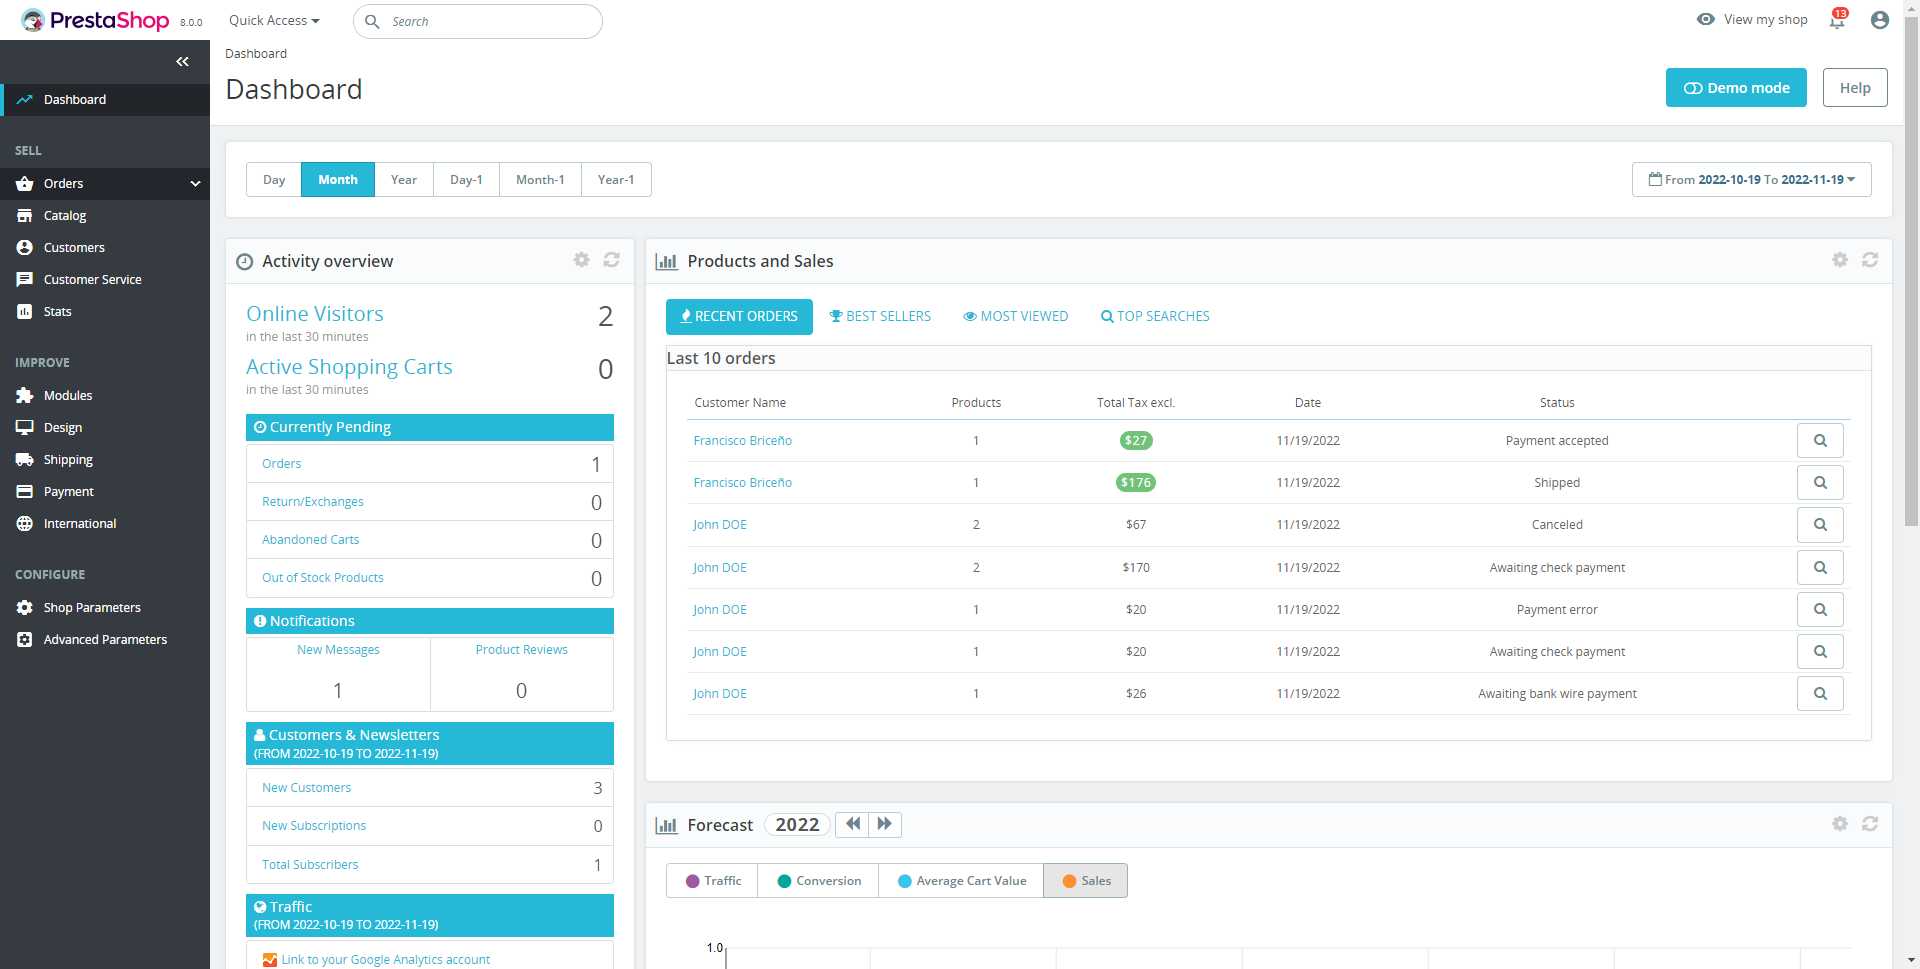 PrestaShop 8.0.0
Quick Access
Search
View my shop
13
Dashboard
Dashboard
Demo mode
Help
Dashboard
SELL
Orders
Catalog
Customers
Customer Service
Stats
IMPROVE
Modules
Design
Shipping
Payment
International
CONFIGURE
Shop Parameters
Advanced Parameters
Day Month Year Day-1 Month-1 Year-1
From 2022-10-19 To 2022-11-19
Activity overview
Online Visitors 2
in the last 30 minutes
Active Shopping Carts 0
in the last 30 minutes
Currently Pending
Orders 1
Return/Exchanges 0
Abandoned Carts 0
Out of Stock Products 0
Notifications
New Messages Product Reviews
1 0
Customers & Newsletters
(FROM 2022-10-19 TO 2022-11-19)
New Customers 3
New Subscriptions 0
Total Subscribers 1
Traffic
(FROM 2022-10-19 TO 2022-11-19)
Link to your Google Analytics account
Products and Sales
RECENT ORDERS BEST SELLERS MOST VIEWED TOP SEARCHES
Last 10 orders
Customer Name Products Total Tax excl. Date Status
Francisco Briceño 1 $27 11/19/2022 Payment accepted
Francisco Briceño 1 $176 11/19/2022 Shipped
John DOE 2 $67 11/19/2022 Canceled
John DOE 2 $170 11/19/2022 Awaiting check payment
John DOE 1 $20 11/19/2022 Payment error
John DOE 1 $20 11/19/2022 Awaiting check payment
John DOE 1 $26 11/19/2022 Awaiting bank wire payment
Forecast 2022
Traffic Conversion Average Cart Value Sales
1.0